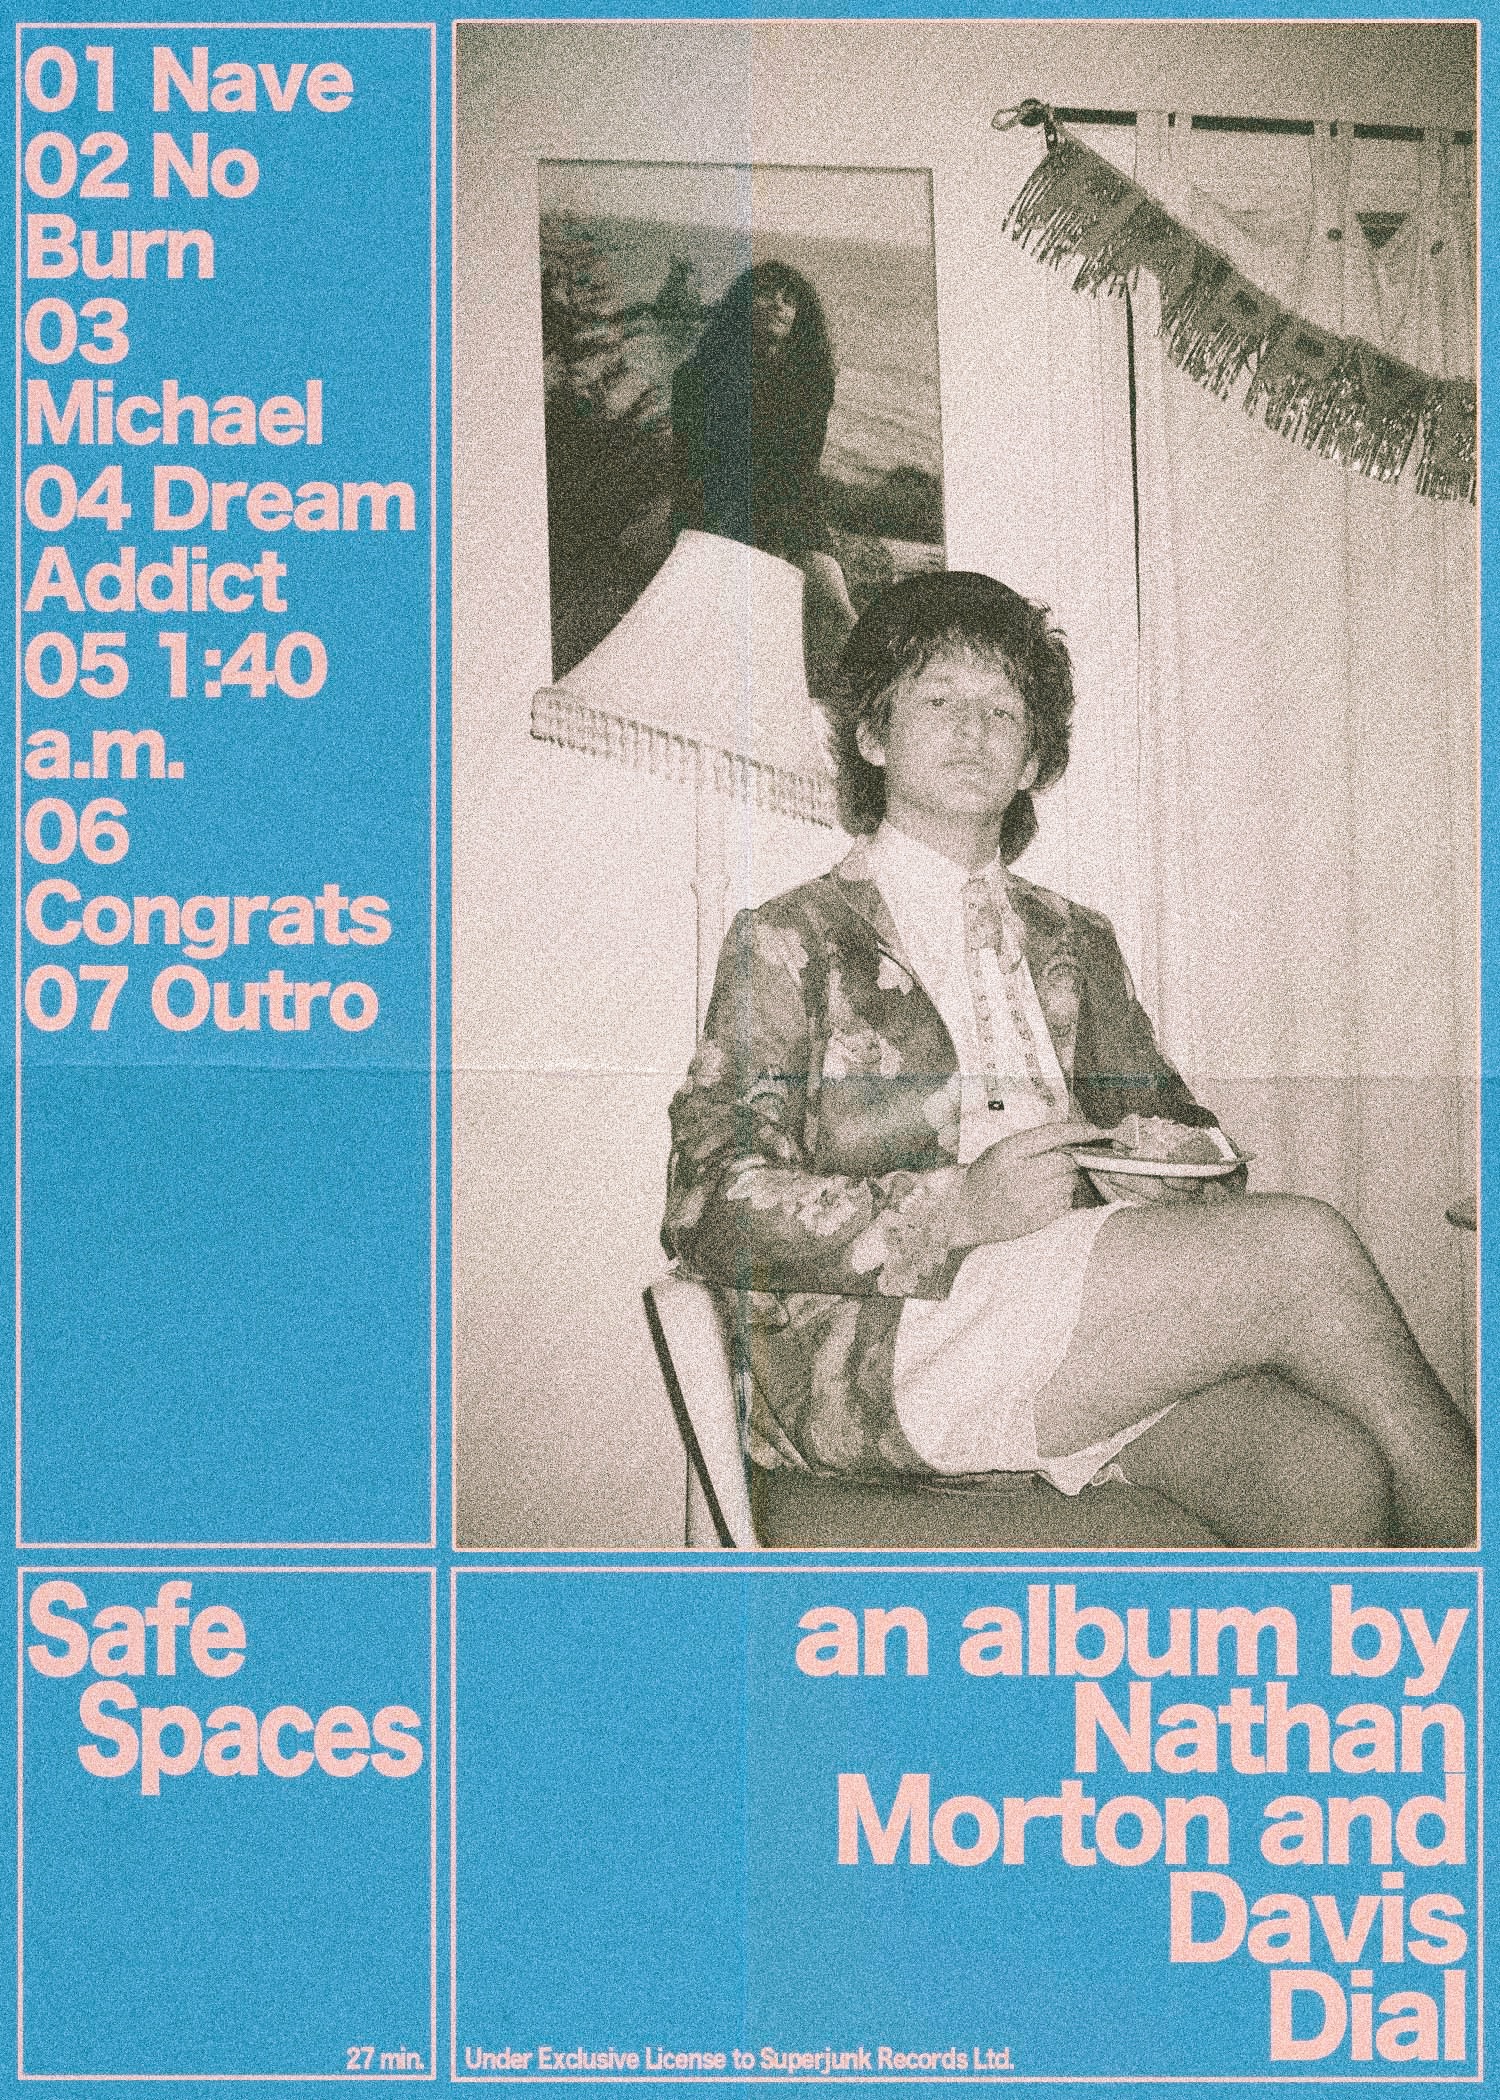 01 Nave
02 No
Burn
03
Michael
04 Dream
Addict
05 1:40
a.m.
06
Congrats
07 Outro
Safe
Spaces
27 min.
an album by
Nathan
Morton and
Davis
Dial
Under Exclusive License to Superjunk Records Ltd.